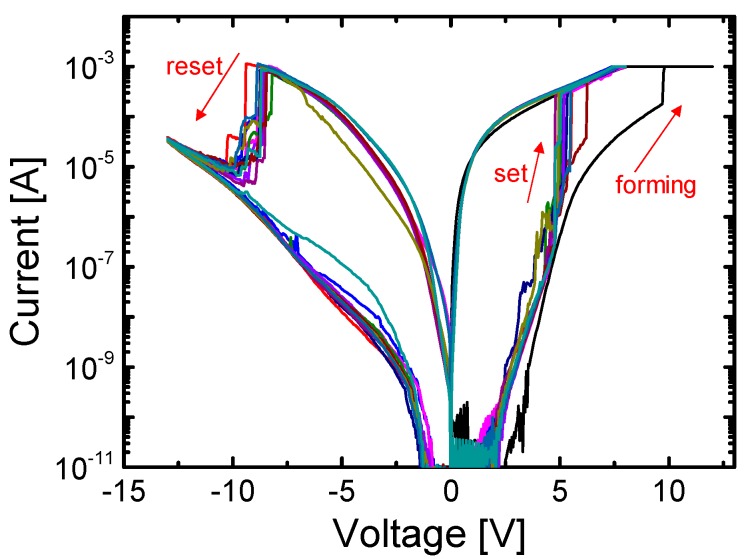 10⁻³
reset
10⁻⁵
set
forming
10⁻⁷
10⁻⁹
10⁻¹¹
Current [A]
-15 -10 -5 0 5 10
Voltage [V]